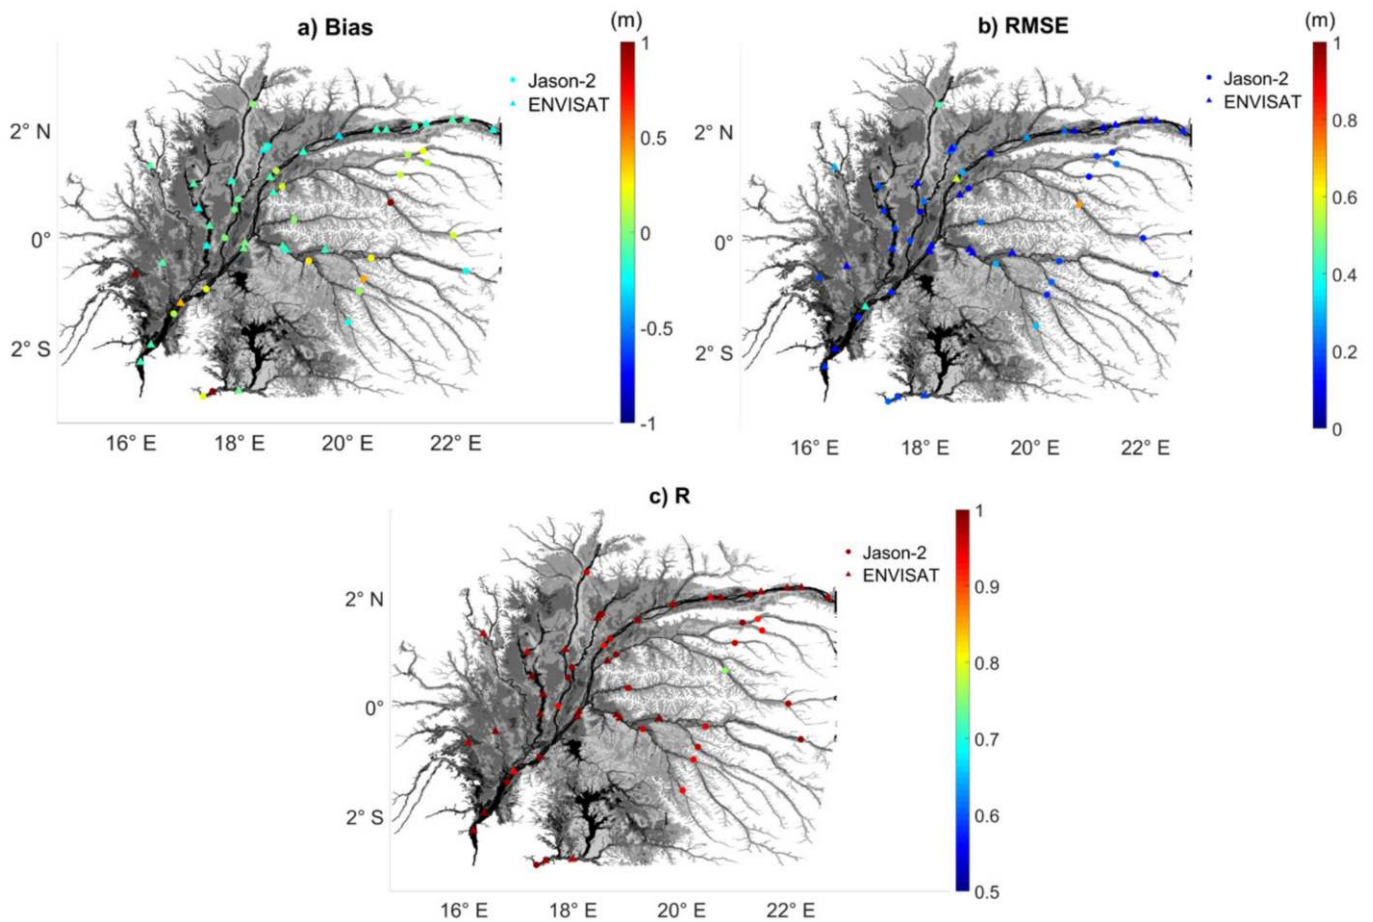 a) Bias
(m)
1
0.5
0
-0.5
-1
Jason-2
ENVISAT
2° N
0°
2° S
16° E 18° E 20° E 22° E
b) RMSE
(m)
1
0.8
0.6
0.4
0.2
0
Jason-2
ENVISAT
2° N
0°
2° S
16° E 18° E 20° E 22° E
c) R
1
0.9
0.8
0.7
0.6
0.5
Jason-2
ENVISAT
2° N
0°
2° S
16° E 18° E 20° E 22° E